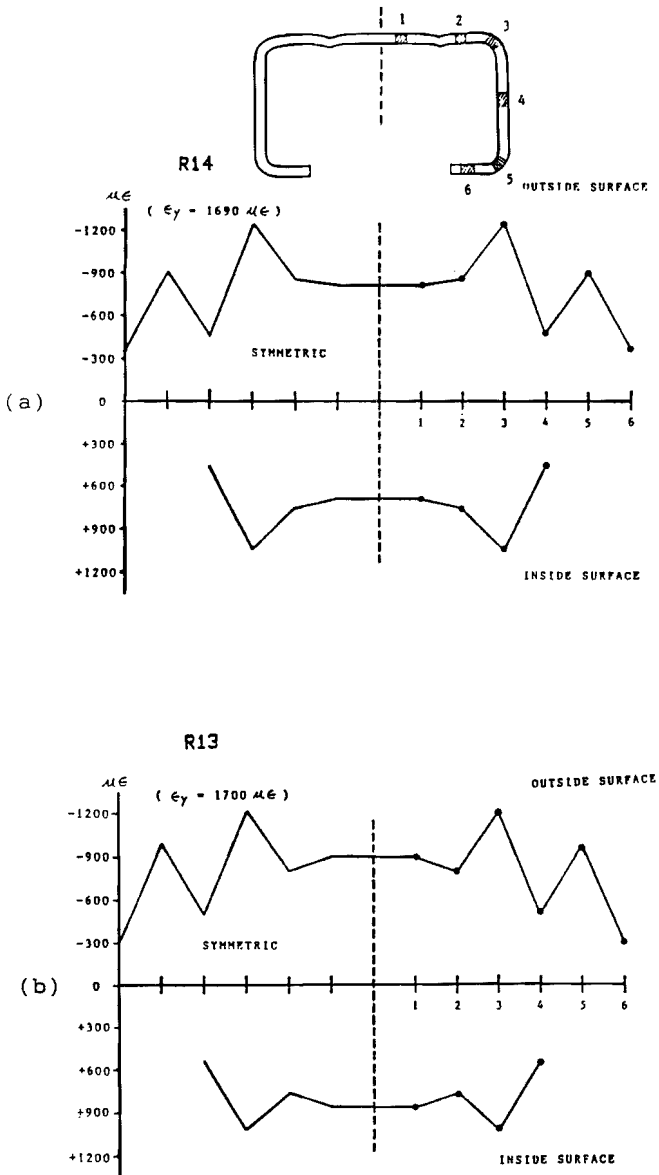 1 2 3
4
R14
6 5
OUTSIDE SURFACE
με
( ϵy = 1690 με )
-1200
-900
-600
-300
SYMMETRIC
(a)
0
1 2 3 4 5 6
+300
+600
+900
+1200
INSIDE SURFACE
R13
με
( ϵy = 1700 με )
OUTSIDE SURFACE
-1200
-900
-600
-300
SYMMETRIC
(b)
0
1 2 3 4 5 6
+300
+600
+900
+1200
INSIDE SURFACE